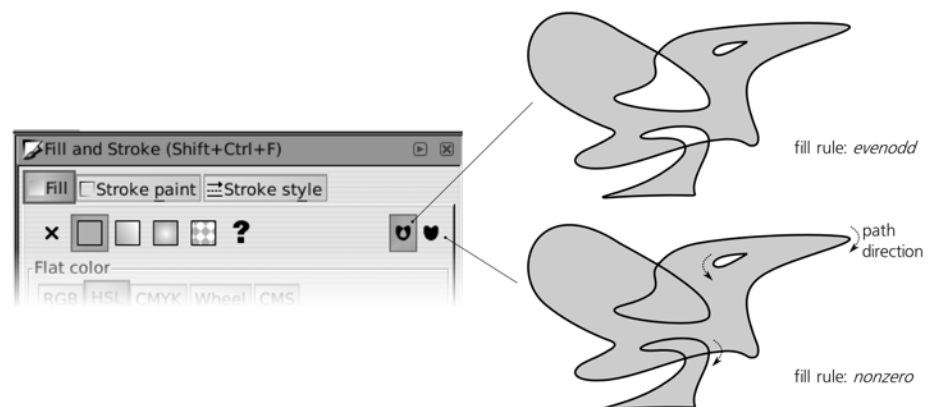 Fill and Stroke (Shift+Ctrl+F)
Fill
Stroke paint
Stroke style
?
Flat color
RGB
HSL
CMYK
Wheel
CMS
fill rule: evenodd
path
direction
fill rule: nonzero